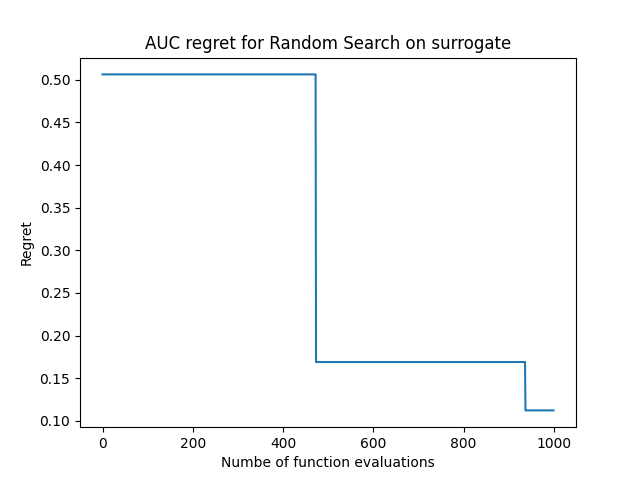 AUC regret for Random Search on surrogate
0.50
0.45
0.40
0.35
0.30
0.25
0.20
0.15
0.10
Regret
0 200 400 600 800 1000
Numbe of function evaluations